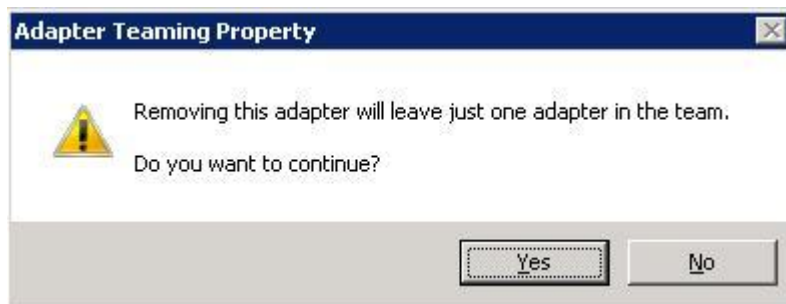 Adapter Teaming Property
Removing this adapter will leave just one adapter in the team.
Do you want to continue?
Yes
No